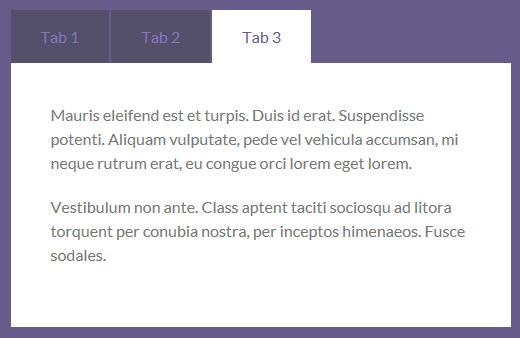 Tab 1 Tab 2 Tab 3
Mauris eleifend est et turpis. Duis id erat. Suspendisse
potenti. Aliquam vulputate, pede vel vehicula accumsan, mi
neque rutrum erat, eu congue orci lorem eget lorem.
Vestibulum non ante. Class aptent taciti sociosqu ad litora
torquent per conubia nostra, per inceptos himenaeos. Fusce
sodales.